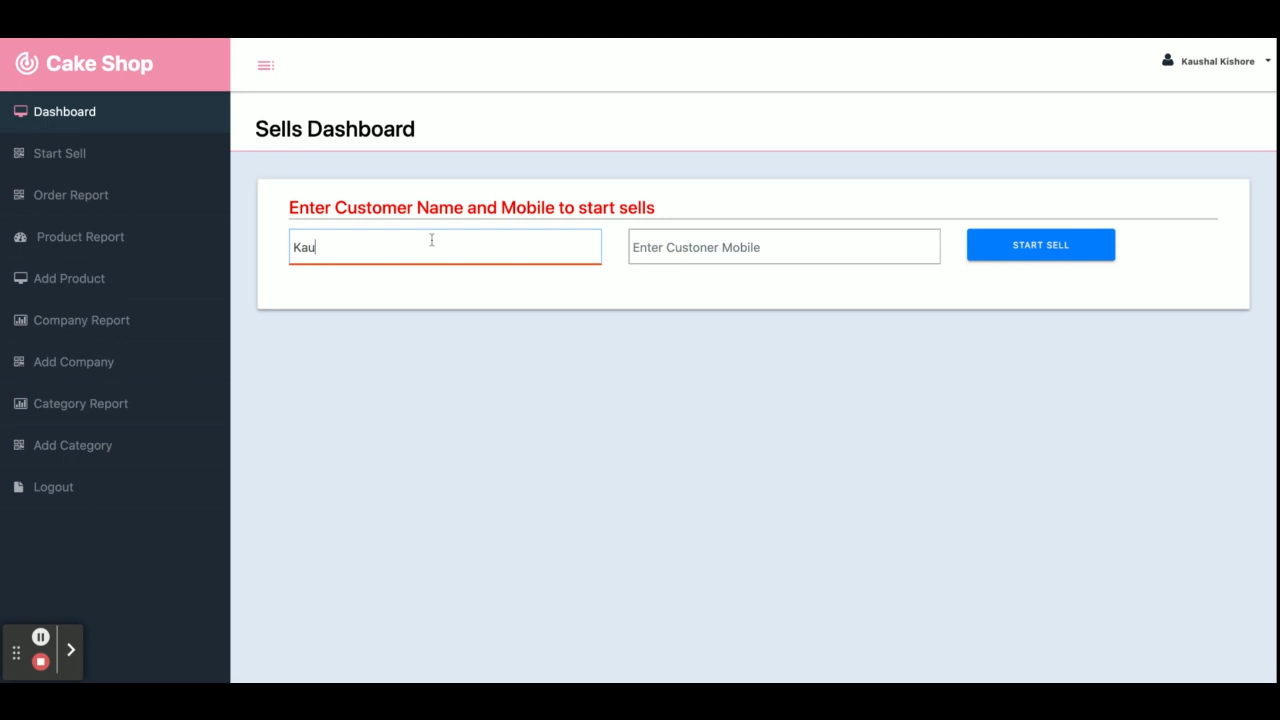 Cake Shop
Kaushal Kishore
Dashboard
Sells Dashboard
Start Sell
Order Report
Product Report
Add Product
Company Report
Add Company
Category Report
Add Category
Logout
Enter Customer Name and Mobile to start sells
Kau
Enter Custoner Mobile
START SELL